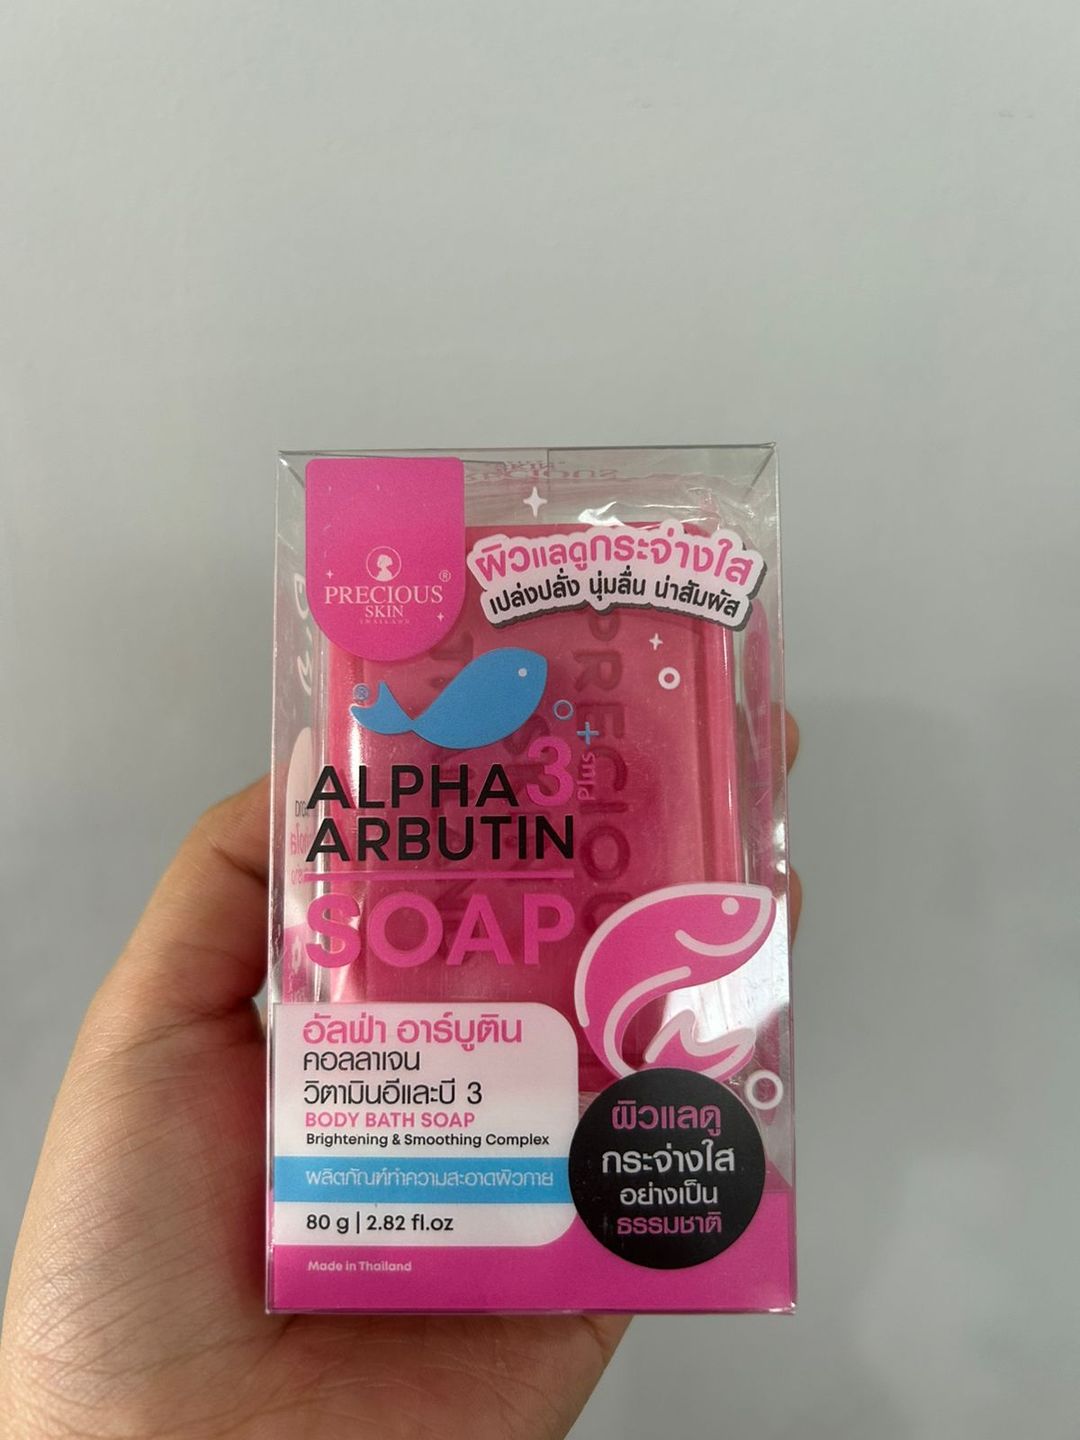 PRECIOUS
SKIN
THAILAND
®
ผิวแลดูกระจ่างใส
เปล่งปลั่ง นุ่มลื่น น่าสัมผัส
®
ALPHA 3 Plus+
ARBUTIN
SOAP
PRECIOUS
SKIN
THAILAND
อัลฟ่า อาร์บูติน
คอลลาเจน
วิตามินอีและบี 3
BODY BATH SOAP
Brightening & Smoothing Complex
ผลิตภัณฑ์ทำความสะอาดผิวกาย
80 g | 2.82 fl.oz
Made in Thailand
ผิวแลดู
กระจ่างใส
อย่างเป็น
ธรรมชาติ